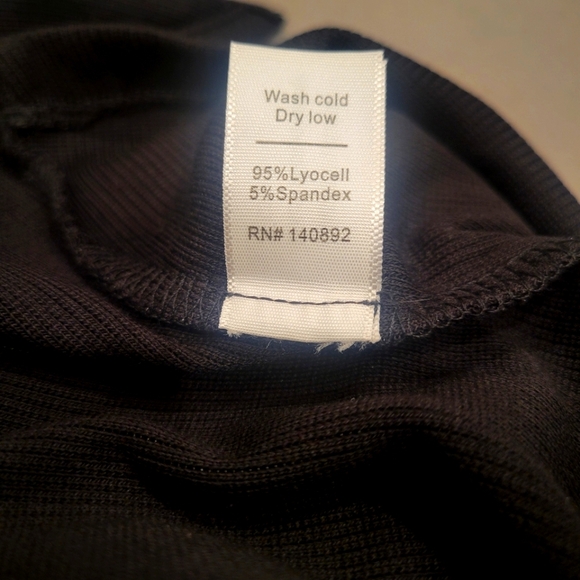 Wash cold
Dry low
95%Lyocell
5%Spandex
RN# 140892